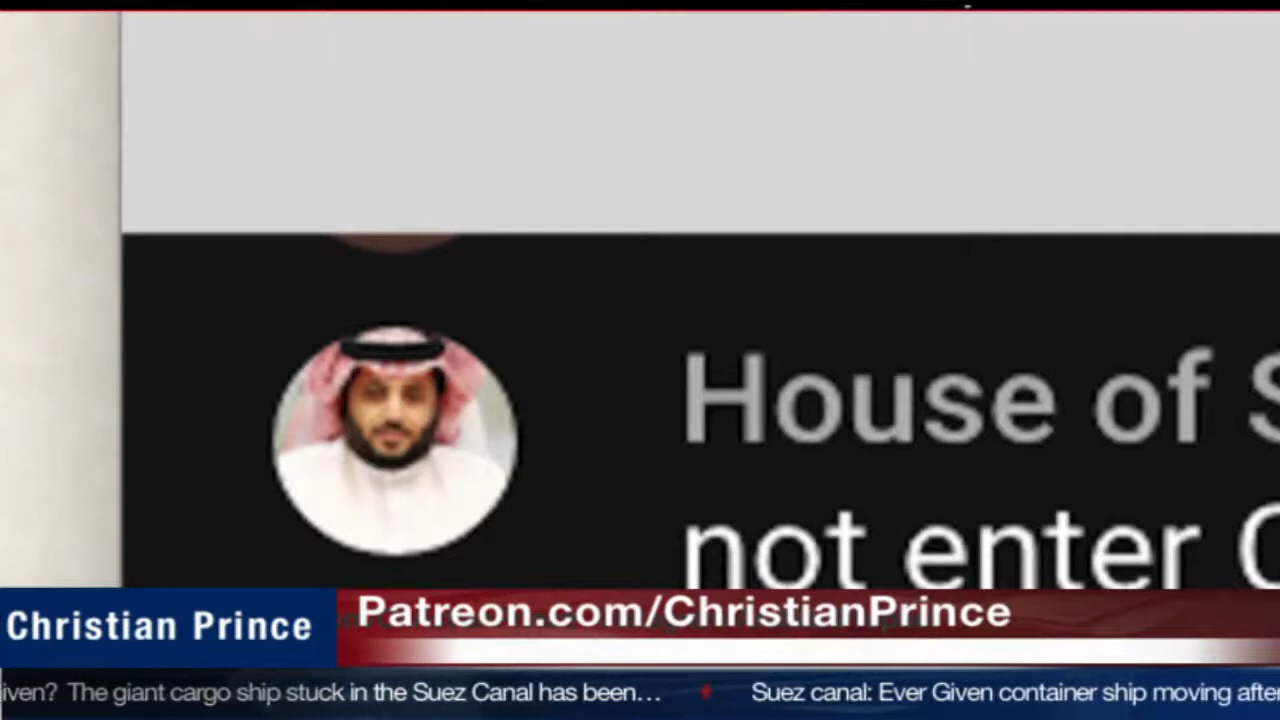 House of
not enter
Christian Prince
Patreon.com/ChristianPrince
iven? The giant cargo ship stuck in the Suez Canal has been…
Suez canal: Ever Given container ship moving after